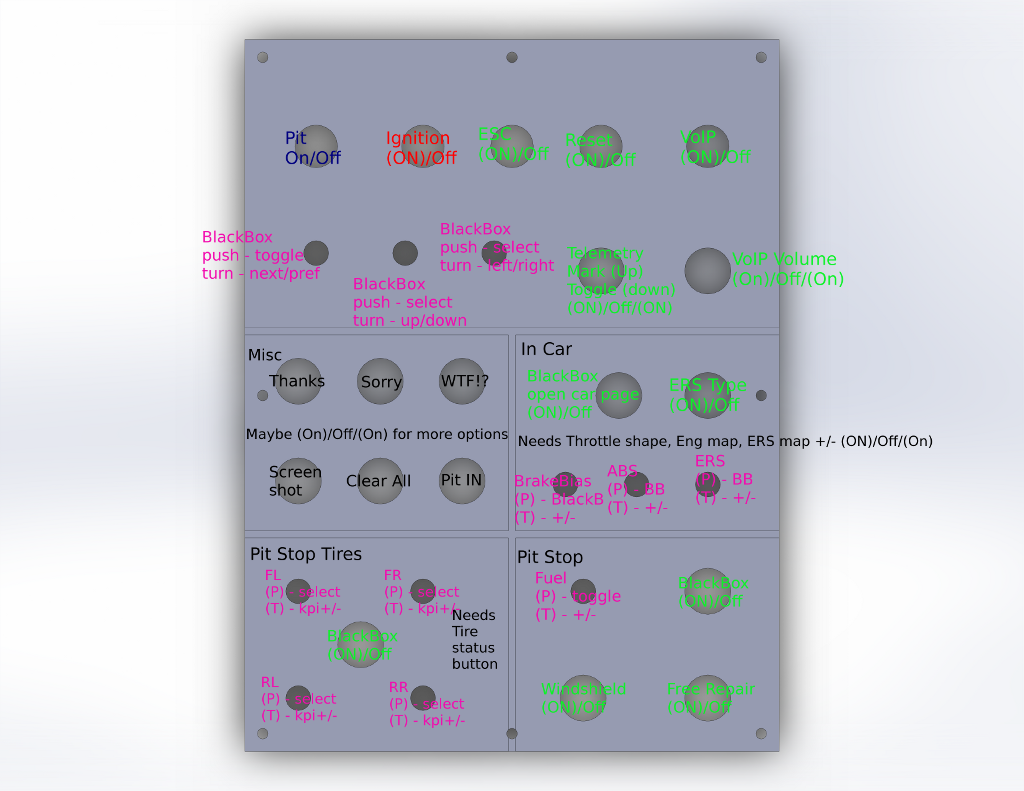 Pit
On/Off
Ignition
(ON)/Off
ESC
(ON)/Off
Reset
(ON)/Off
VoIP
(ON)/Off
BlackBox
push - toggle
turn - next/pref
BlackBox
push - select
turn - up/down
BlackBox
push - select
turn - left/right
Telemetry
Mark (Up)
Toggle (down)
(ON)/Off/(ON)
VoIP Volume
(On)/Off/(On)
Misc
Thanks
Sorry
WTF!?
Maybe (On)/Off/(On) for more options
Screen
shot
Clear All
Pit IN
In Car
BlackBox
open car page
(ON)/Off
ERS Type
(ON)/Off
Needs Throttle shape, Eng map, ERS map +/- (ON)/Off/(On)
BrakeBias
(P) - BlackB
(T) - +/-
ABS
(P) - BB
(T) - +/-
ERS
(P) - BB
(T) - +/-
Pit Stop Tires
FL
(P) - select
(T) - kpi+/-
FR
(P) - select
(T) - kpi+/-
BlackBox
(ON)/Off
Needs
Tire
status
button
RL
(P) - select
(T) - kpi+/-
RR
(P) - select
(T) - kpi+/-
Pit Stop
Fuel
(P) - toggle
(T) - +/-
BlackBox
(ON)/Off
Windshield
(ON)/Off
Free Repair
(ON)/Off